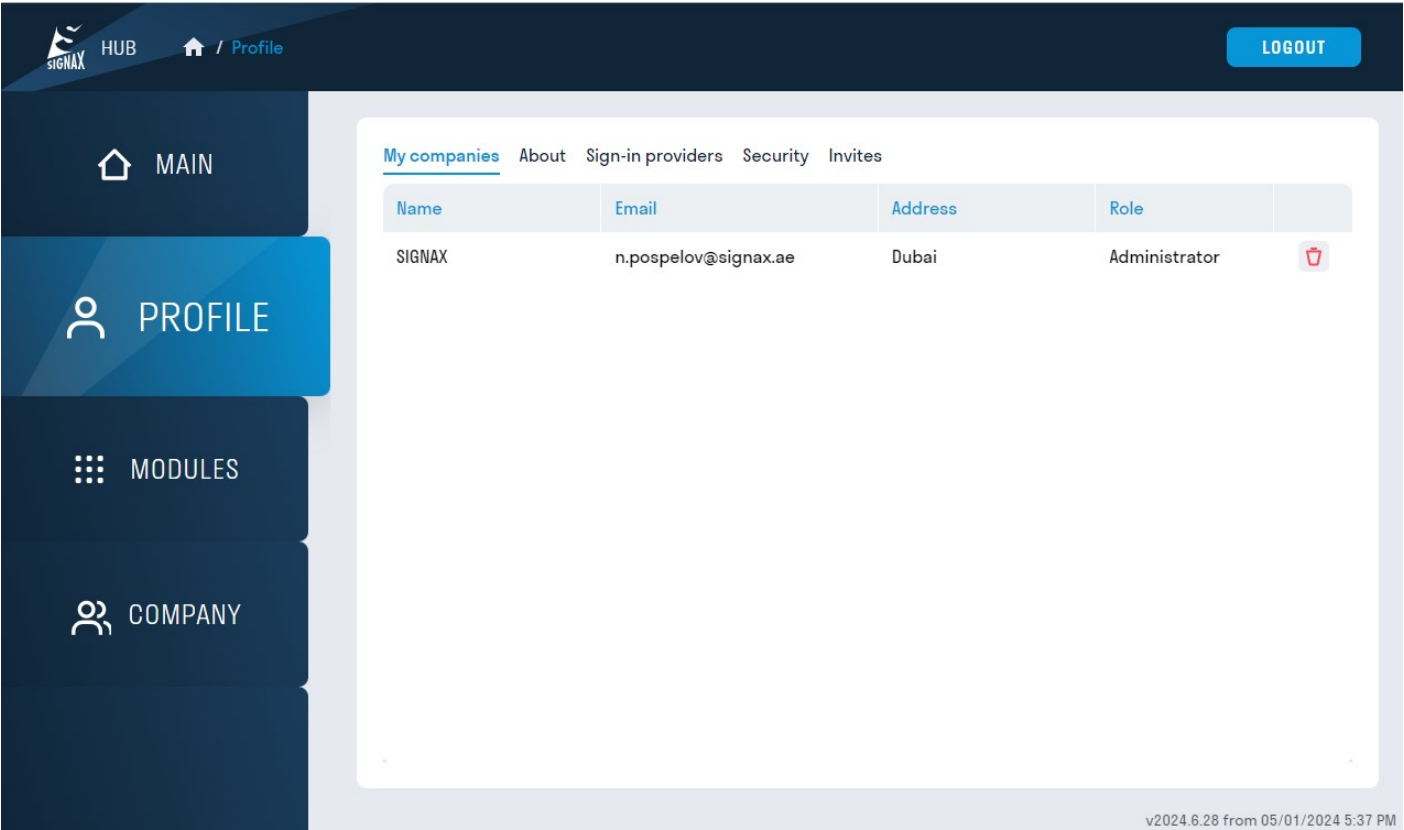 SIGNAX HUB / Profile LOGOUT
MAIN
PROFILE
MODULES
COMPANY
My companies About Sign-in providers Security Invites
Name Email Address Role
SIGNAX n.pospelov@signax.ae Dubai Administrator
v2024.6.28 from 05/01/2024 5:37 PM